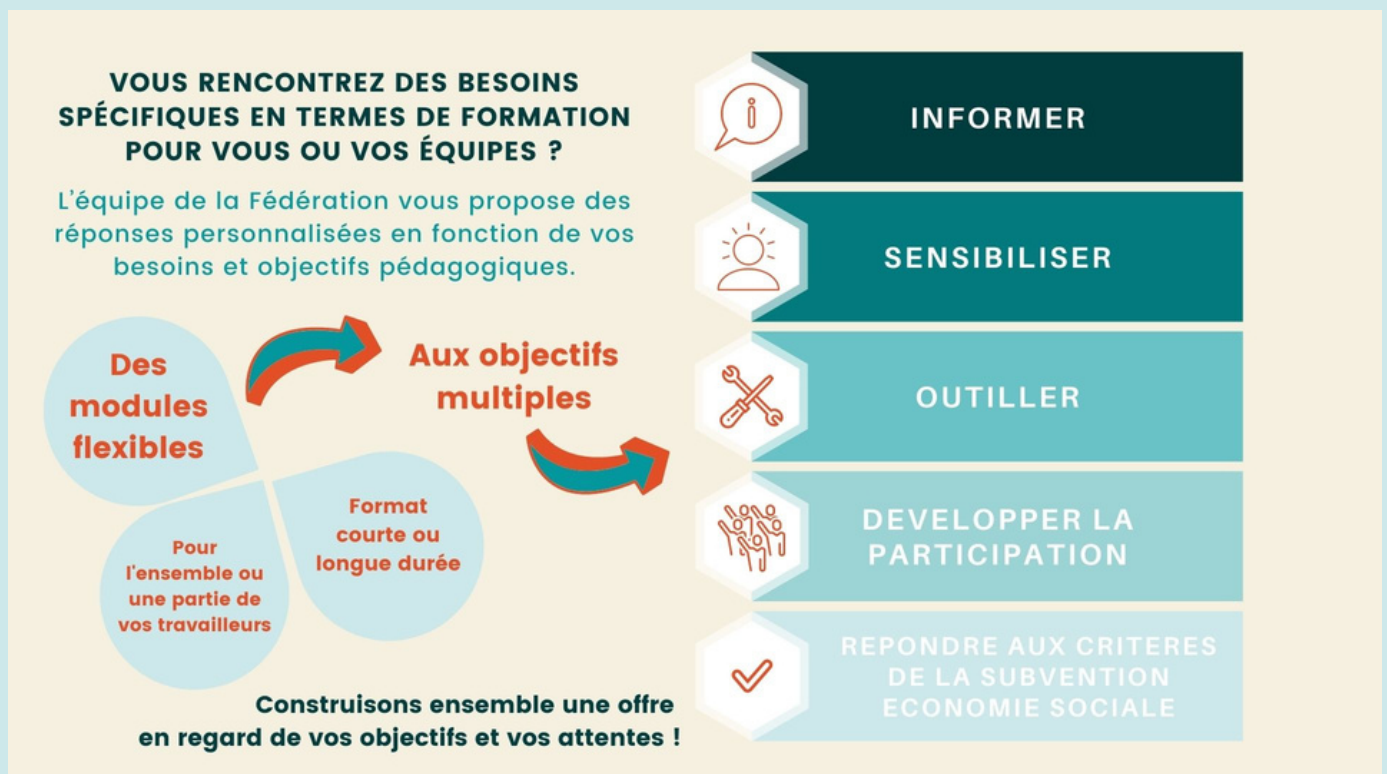 VOUS RENCONTREZ DES BESOINS
SPÉCIFIQUES EN TERMES DE FORMATION
POUR VOUS OU VOS ÉQUIPES ?
L'équipe de la Fédération vous propose des
réponses personnalisées en fonction de vos
besoins et objectifs pédagogiques.
Des
modules
flexibles
Aux objectifs
multiples
Format
courte ou
longue durée
Pour
l'ensemble ou
une partie de
vos travailleurs
Construisons ensemble une offre
en regard de vos objectifs et vos attentes !
i
INFORMER
SENSIBILISER
OUTILLER
DEVELOPPER LA
PARTICIPATION
REPONDRE AUX CRITERES
DE LA SUBVENTION
ECONOMIE SOCIALE